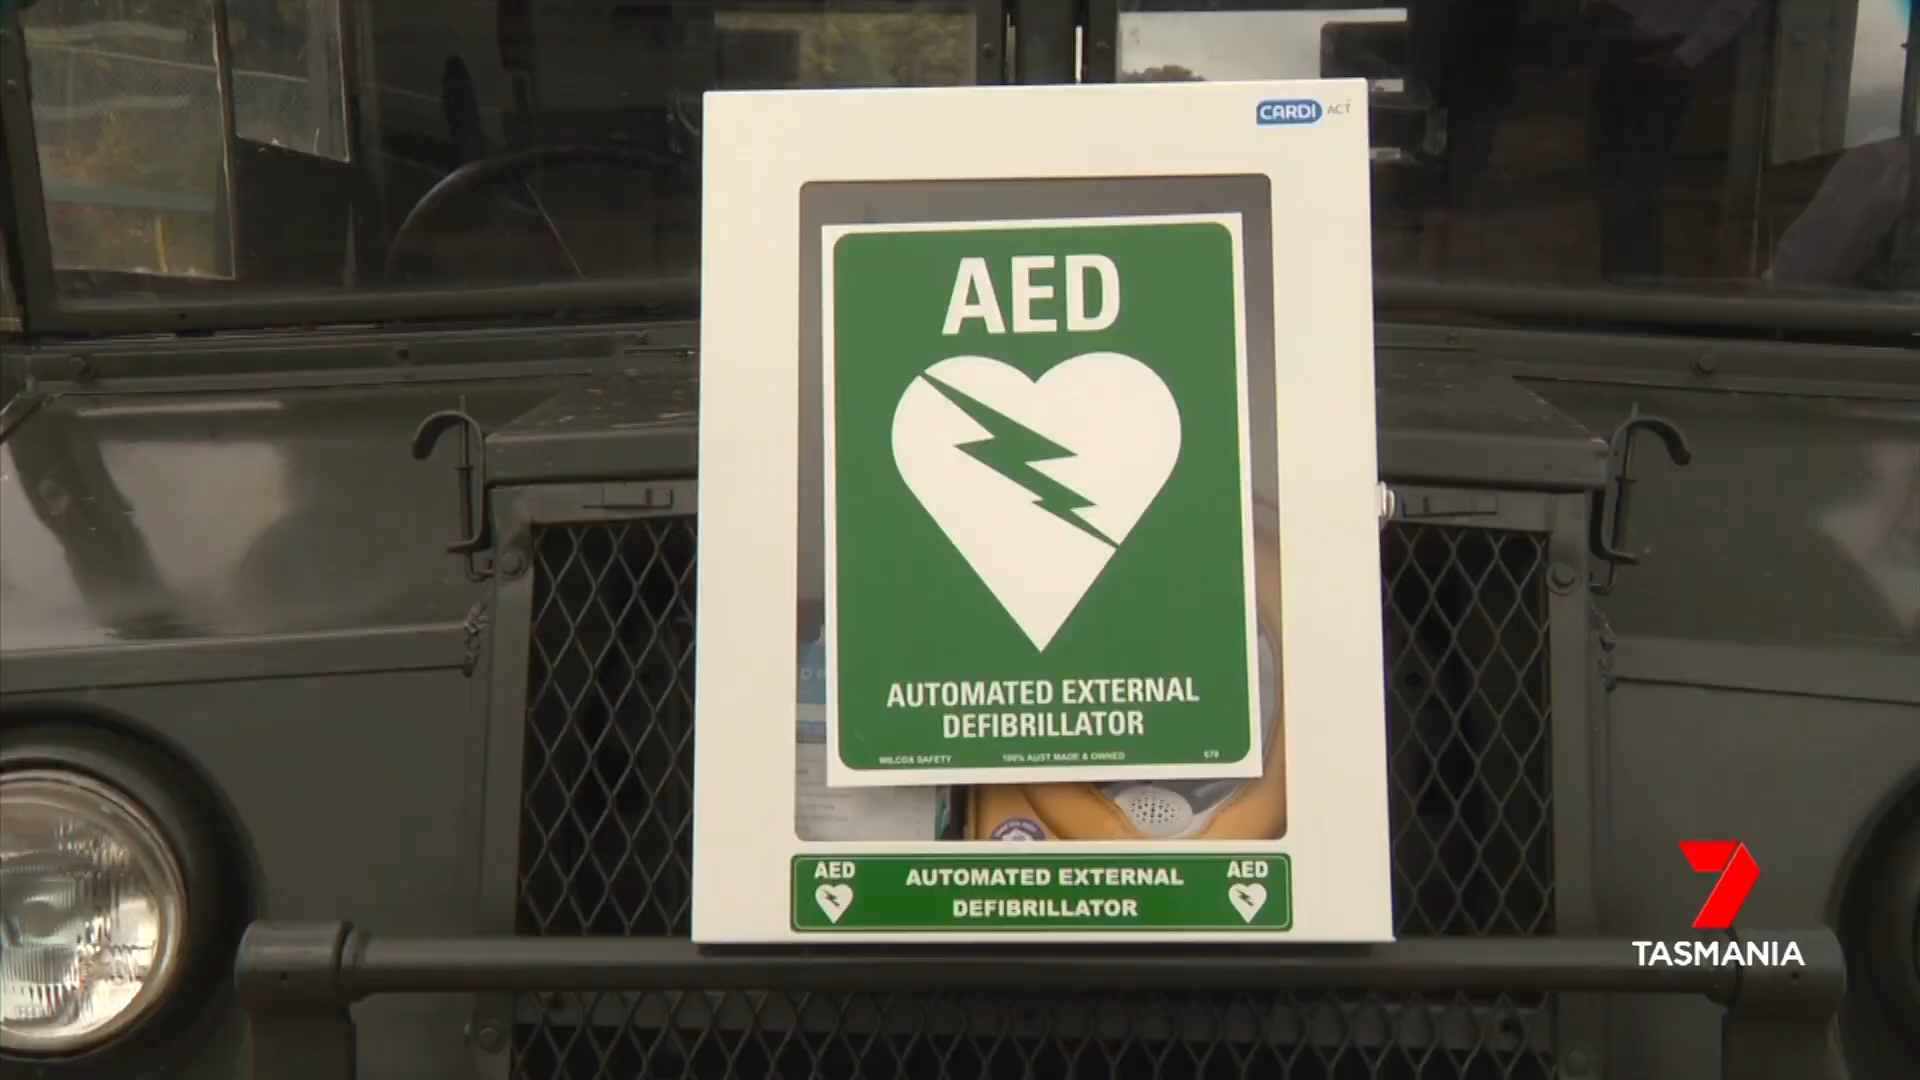 CARDI ACT
AED
AUTOMATED EXTERNAL
DEFIBRILLATOR
WILCOX SAFETY 100% AUST MADE & OWNED
AED AUTOMATED EXTERNAL AED
DEFIBRILLATOR
7
TASMANIA